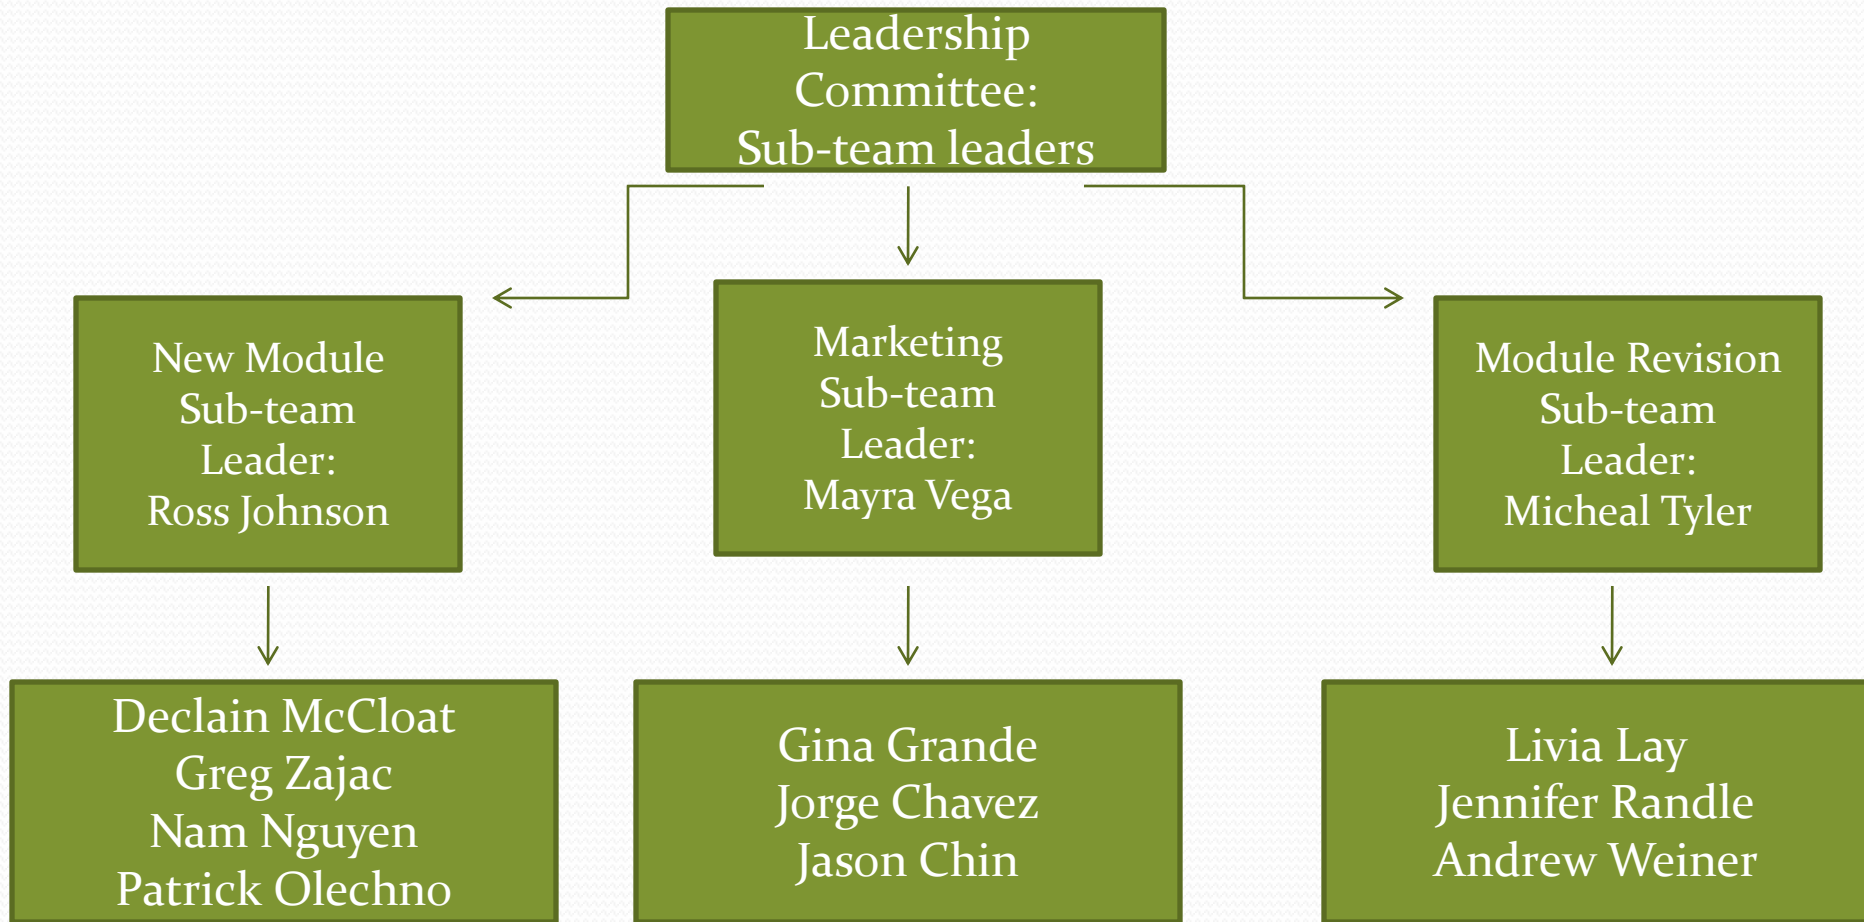 Leadership
Committee:
Sub-team leaders
New Module
Sub-team
Leader:
Ross Johnson
Marketing
Sub-team
Leader:
Mayra Vega
Module Revision
Sub-team
Leader:
Micheal Tyler
Declain McCloat
Greg Zajac
Nam Nguyen
Patrick Olechno
Gina Grande
Jorge Chavez
Jason Chin
Livia Lay
Jennifer Randle
Andrew Weiner